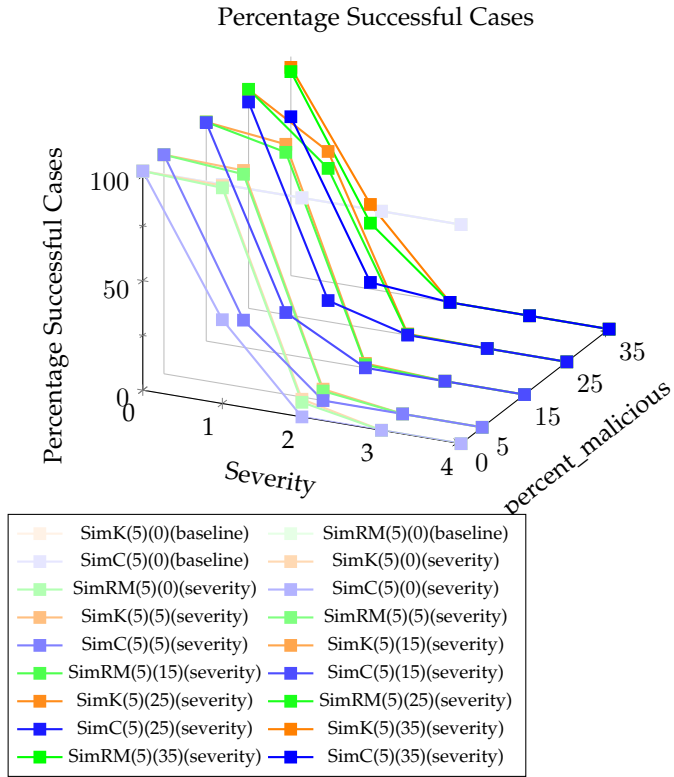 Percentage Successful Cases
Percentage Successful Cases
100
50
0
0
1
2
3
4
Severity
0
5
15
25
35
percent_malicious
SimK(5)(0)(baseline) SimRM(5)(0)(baseline)
SimC(5)(0)(baseline) SimK(5)(0)(severity)
SimRM(5)(0)(severity) SimC(5)(0)(severity)
SimK(5)(5)(severity) SimRM(5)(5)(severity)
SimC(5)(5)(severity) SimK(5)(15)(severity)
SimRM(5)(15)(severity) SimC(5)(15)(severity)
SimK(5)(25)(severity) SimRM(5)(25)(severity)
SimC(5)(25)(severity) SimK(5)(35)(severity)
SimRM(5)(35)(severity) SimC(5)(35)(severity)